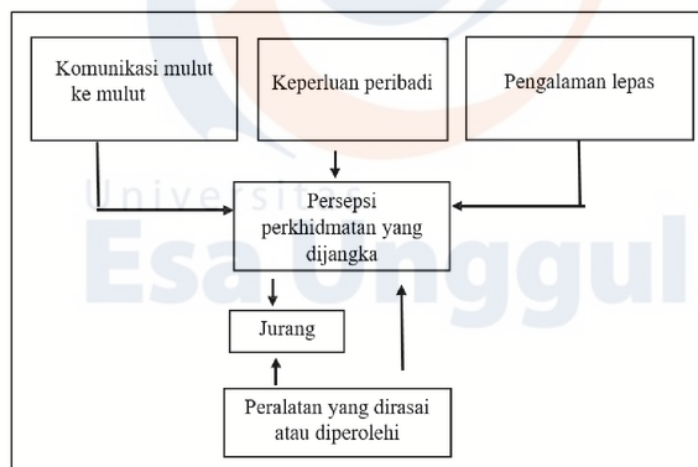 Komunikasi mulut
ke mulut
Keperluan peribadi
Pengalaman lepas
Universitas
Esa Unggul
Persepsi
perkhidmatan yang
dijangka
Jurang
Peralatan yang dirasai
atau diperolehi